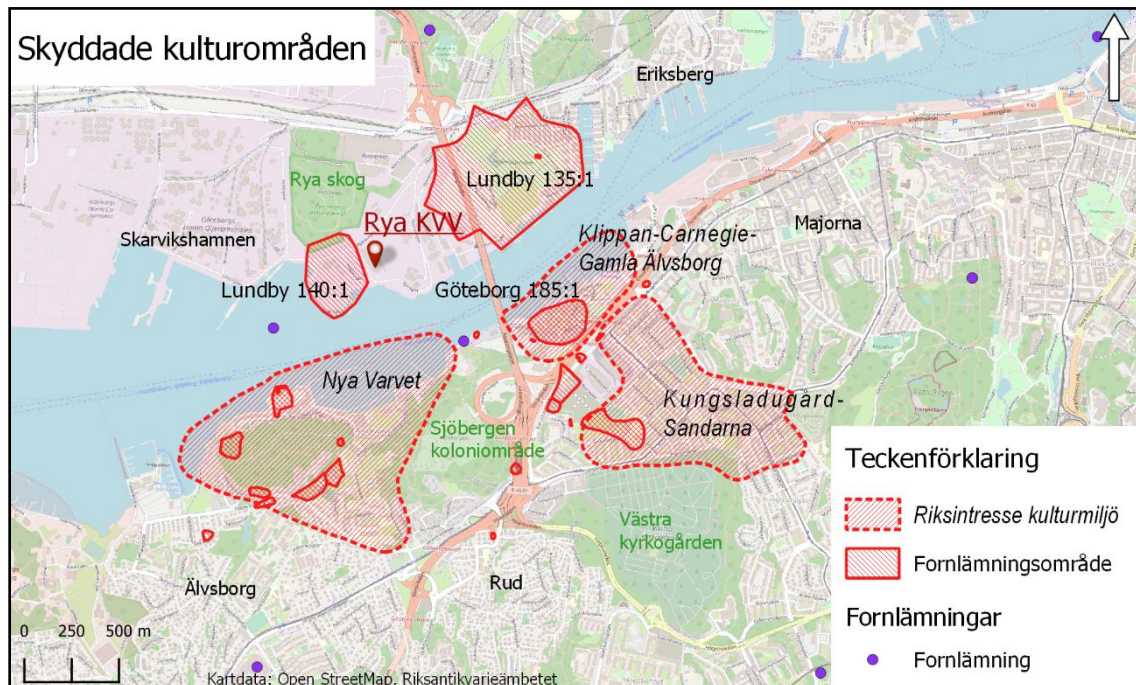 Skyddade kulturområden
Eriksberg
Rya skog
Lundby 135:1
Rya KVV
Skarvikshamnen
Majorna
Klippan-Carnegie-
Gamla Älvsborg
Lundby 140:1
Göteborg 185:1
Nya Varvet
Kungsladugård-
Sandarna
Sjöbergen
koloniområde
Västra
kyrkogården
Älvsborg
Rud
0 250 500 m
Kartdata: Open StreetMap, Riksantikvarieämbetet
Teckenförklaring
Riksintresse kulturmiljö
Fornlämningsområde
Fornlämningar
Fornlämning